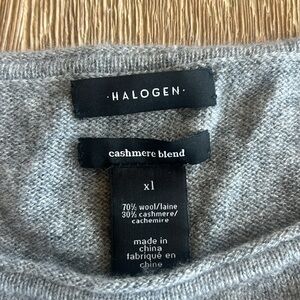 ·HALOGEN·
cashmere blend
xl
70% wool/laine
30% cashmere/
cachemire
made in
china
fabriqué en
chine